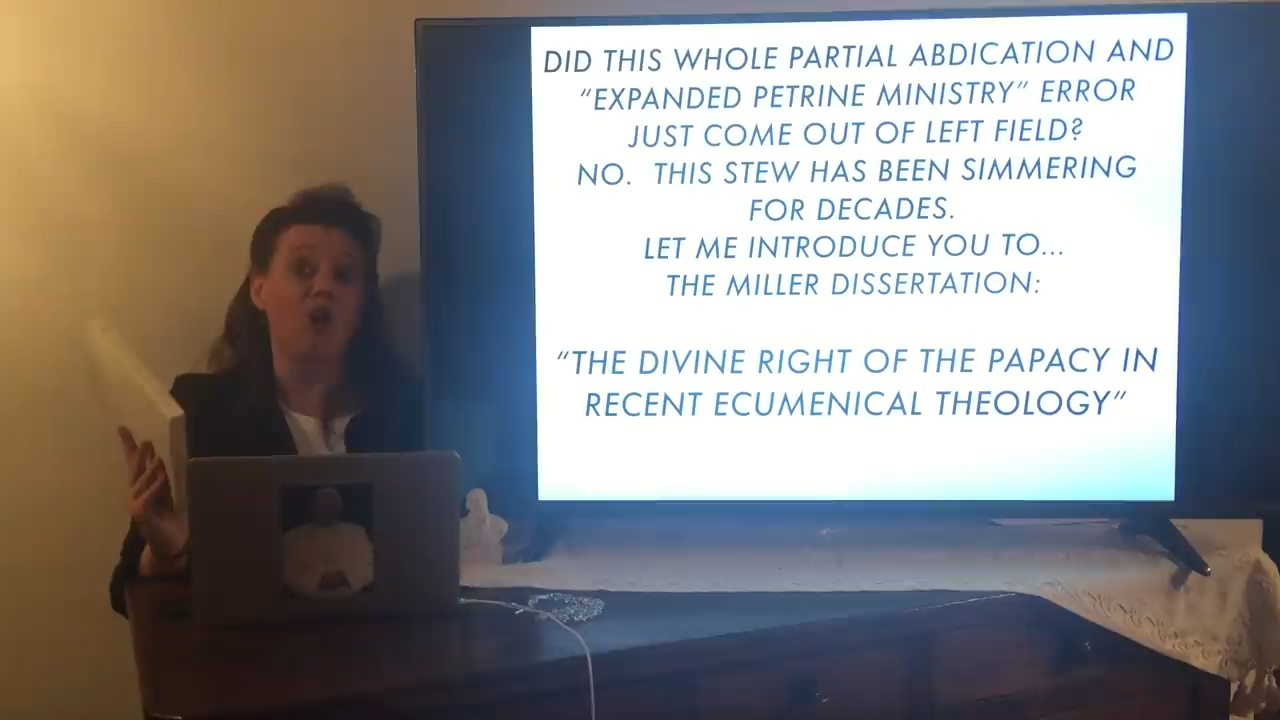 DID THIS WHOLE PARTIAL ABDICATION AND
“EXPANDED PETRINE MINISTRY” ERROR
JUST COME OUT OF LEFT FIELD?
NO. THIS STEW HAS BEEN SIMMERING
FOR DECADES.
LET ME INTRODUCE YOU TO...
THE MILLER DISSERTATION:
“THE DIVINE RIGHT OF THE PAPACY IN
RECENT ECUMENICAL THEOLOGY”